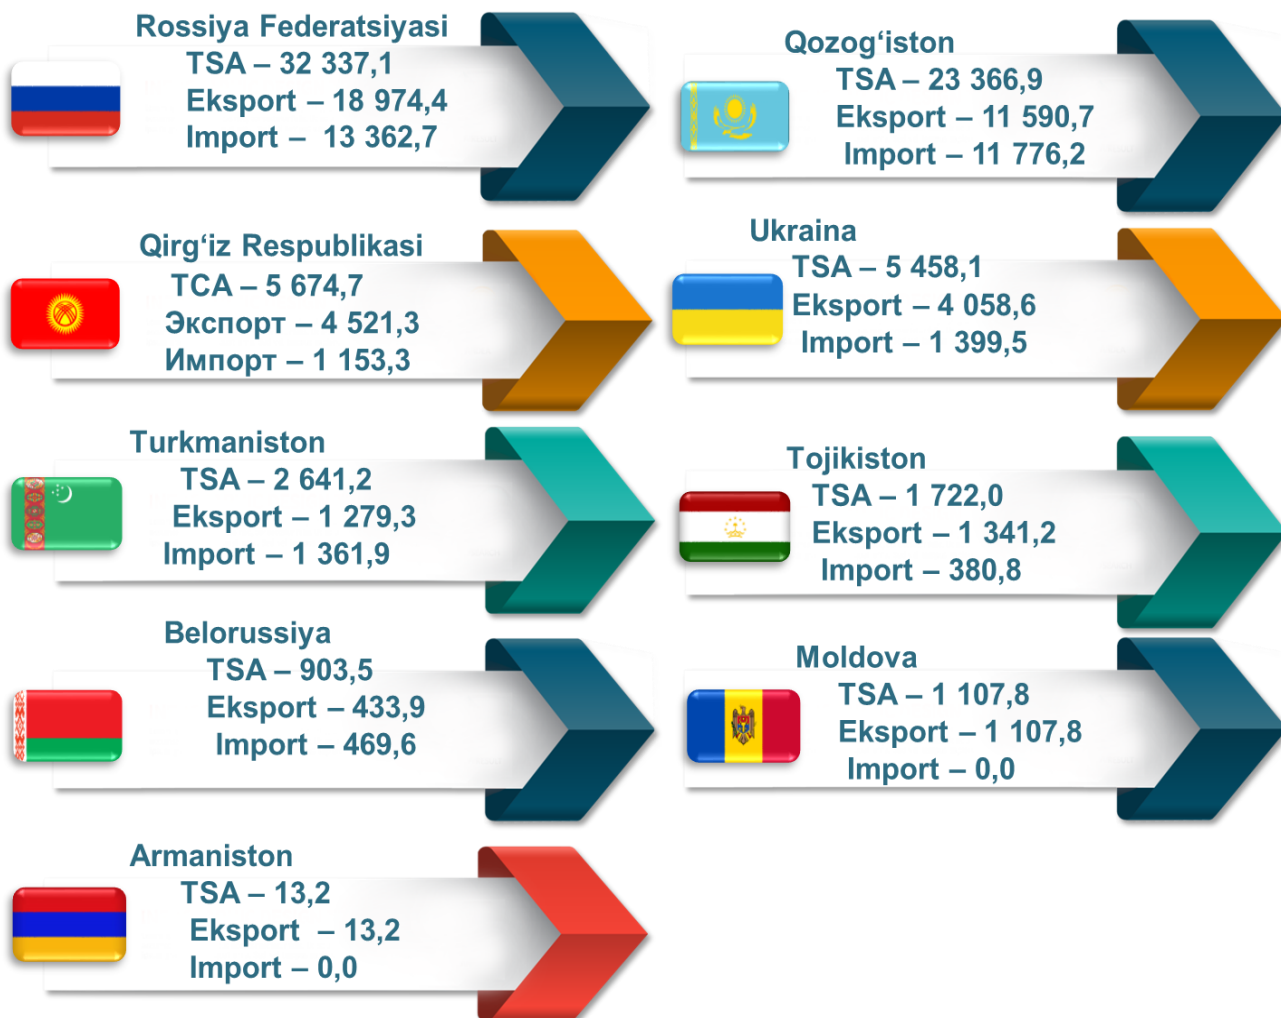 Rossiya Federatsiyasi
TSA – 32 337,1
Eksport – 18 974,4
Import – 13 362,7
Qozog‘iston
TSA – 23 366,9
Eksport – 11 590,7
Import – 11 776,2
Qirg‘iz Respublikasi
TCA – 5 674,7
Экспорт – 4 521,3
Импорт – 1 153,3
Ukraina
TSA – 5 458,1
Eksport – 4 058,6
Import – 1 399,5
Turkmaniston
TSA – 2 641,2
Eksport – 1 279,3
Import – 1 361,9
Tojikiston
TSA – 1 722,0
Eksport – 1 341,2
Import – 380,8
Belorussiya
TSA – 903,5
Eksport – 433,9
Import – 469,6
Moldova
TSA – 1 107,8
Eksport – 1 107,8
Import – 0,0
Armaniston
TSA – 13,2
Eksport – 13,2
Import – 0,0